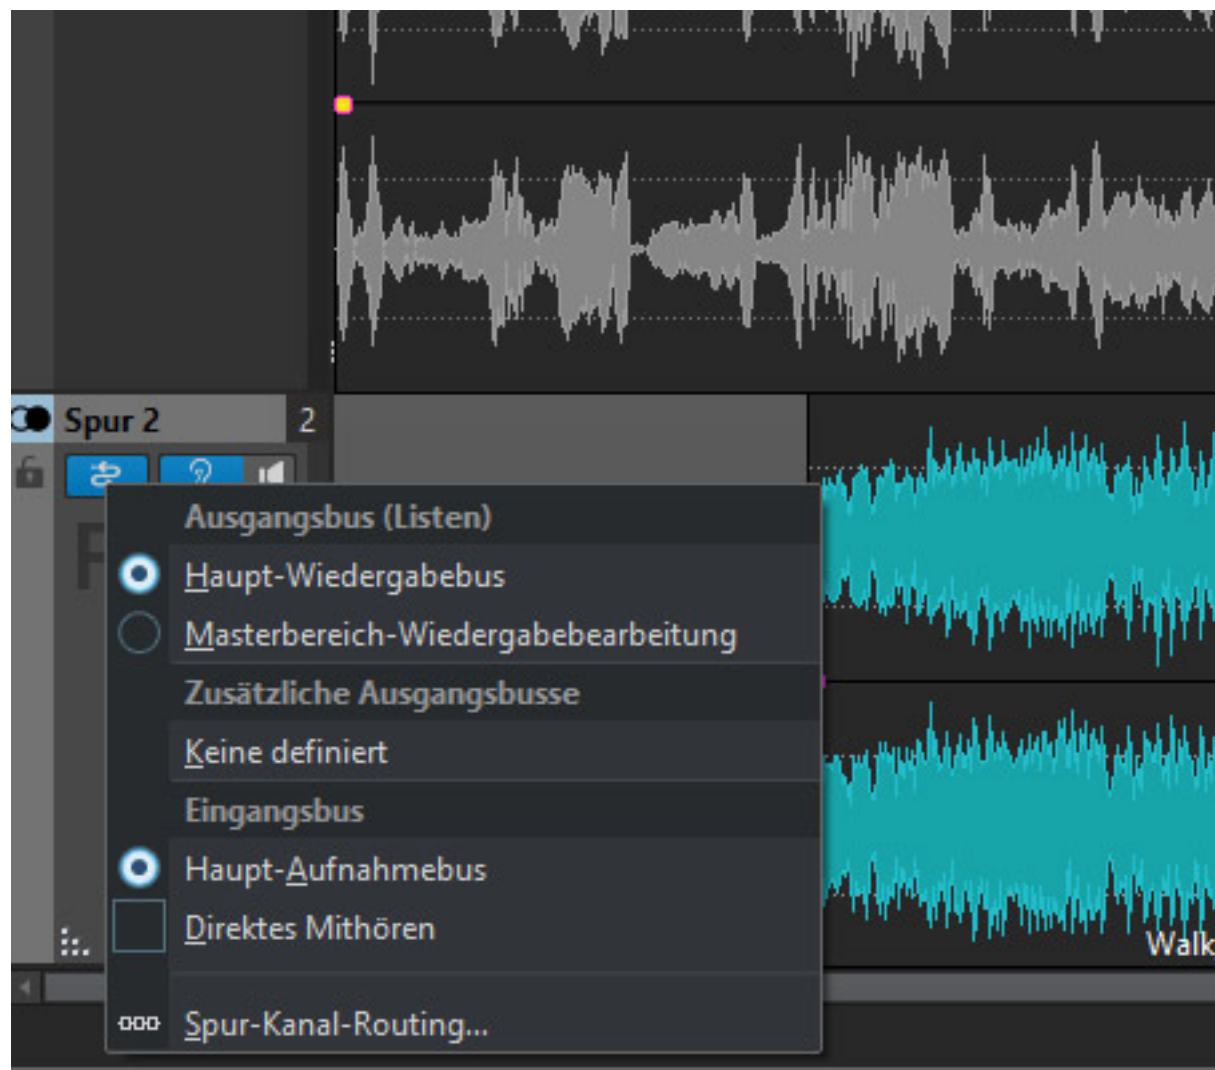 Spur 2 2
Ausgangsbus (Listen)
Haupt-Wiedergabebus
Masterbereich-Wiedergabebearbeitung
Zusätzliche Ausgangsbusse
Keine definiert
Eingangsbus
Haupt-Aufnahmebus
Direktes Mithören
Walk
Spur-Kanal-Routing...